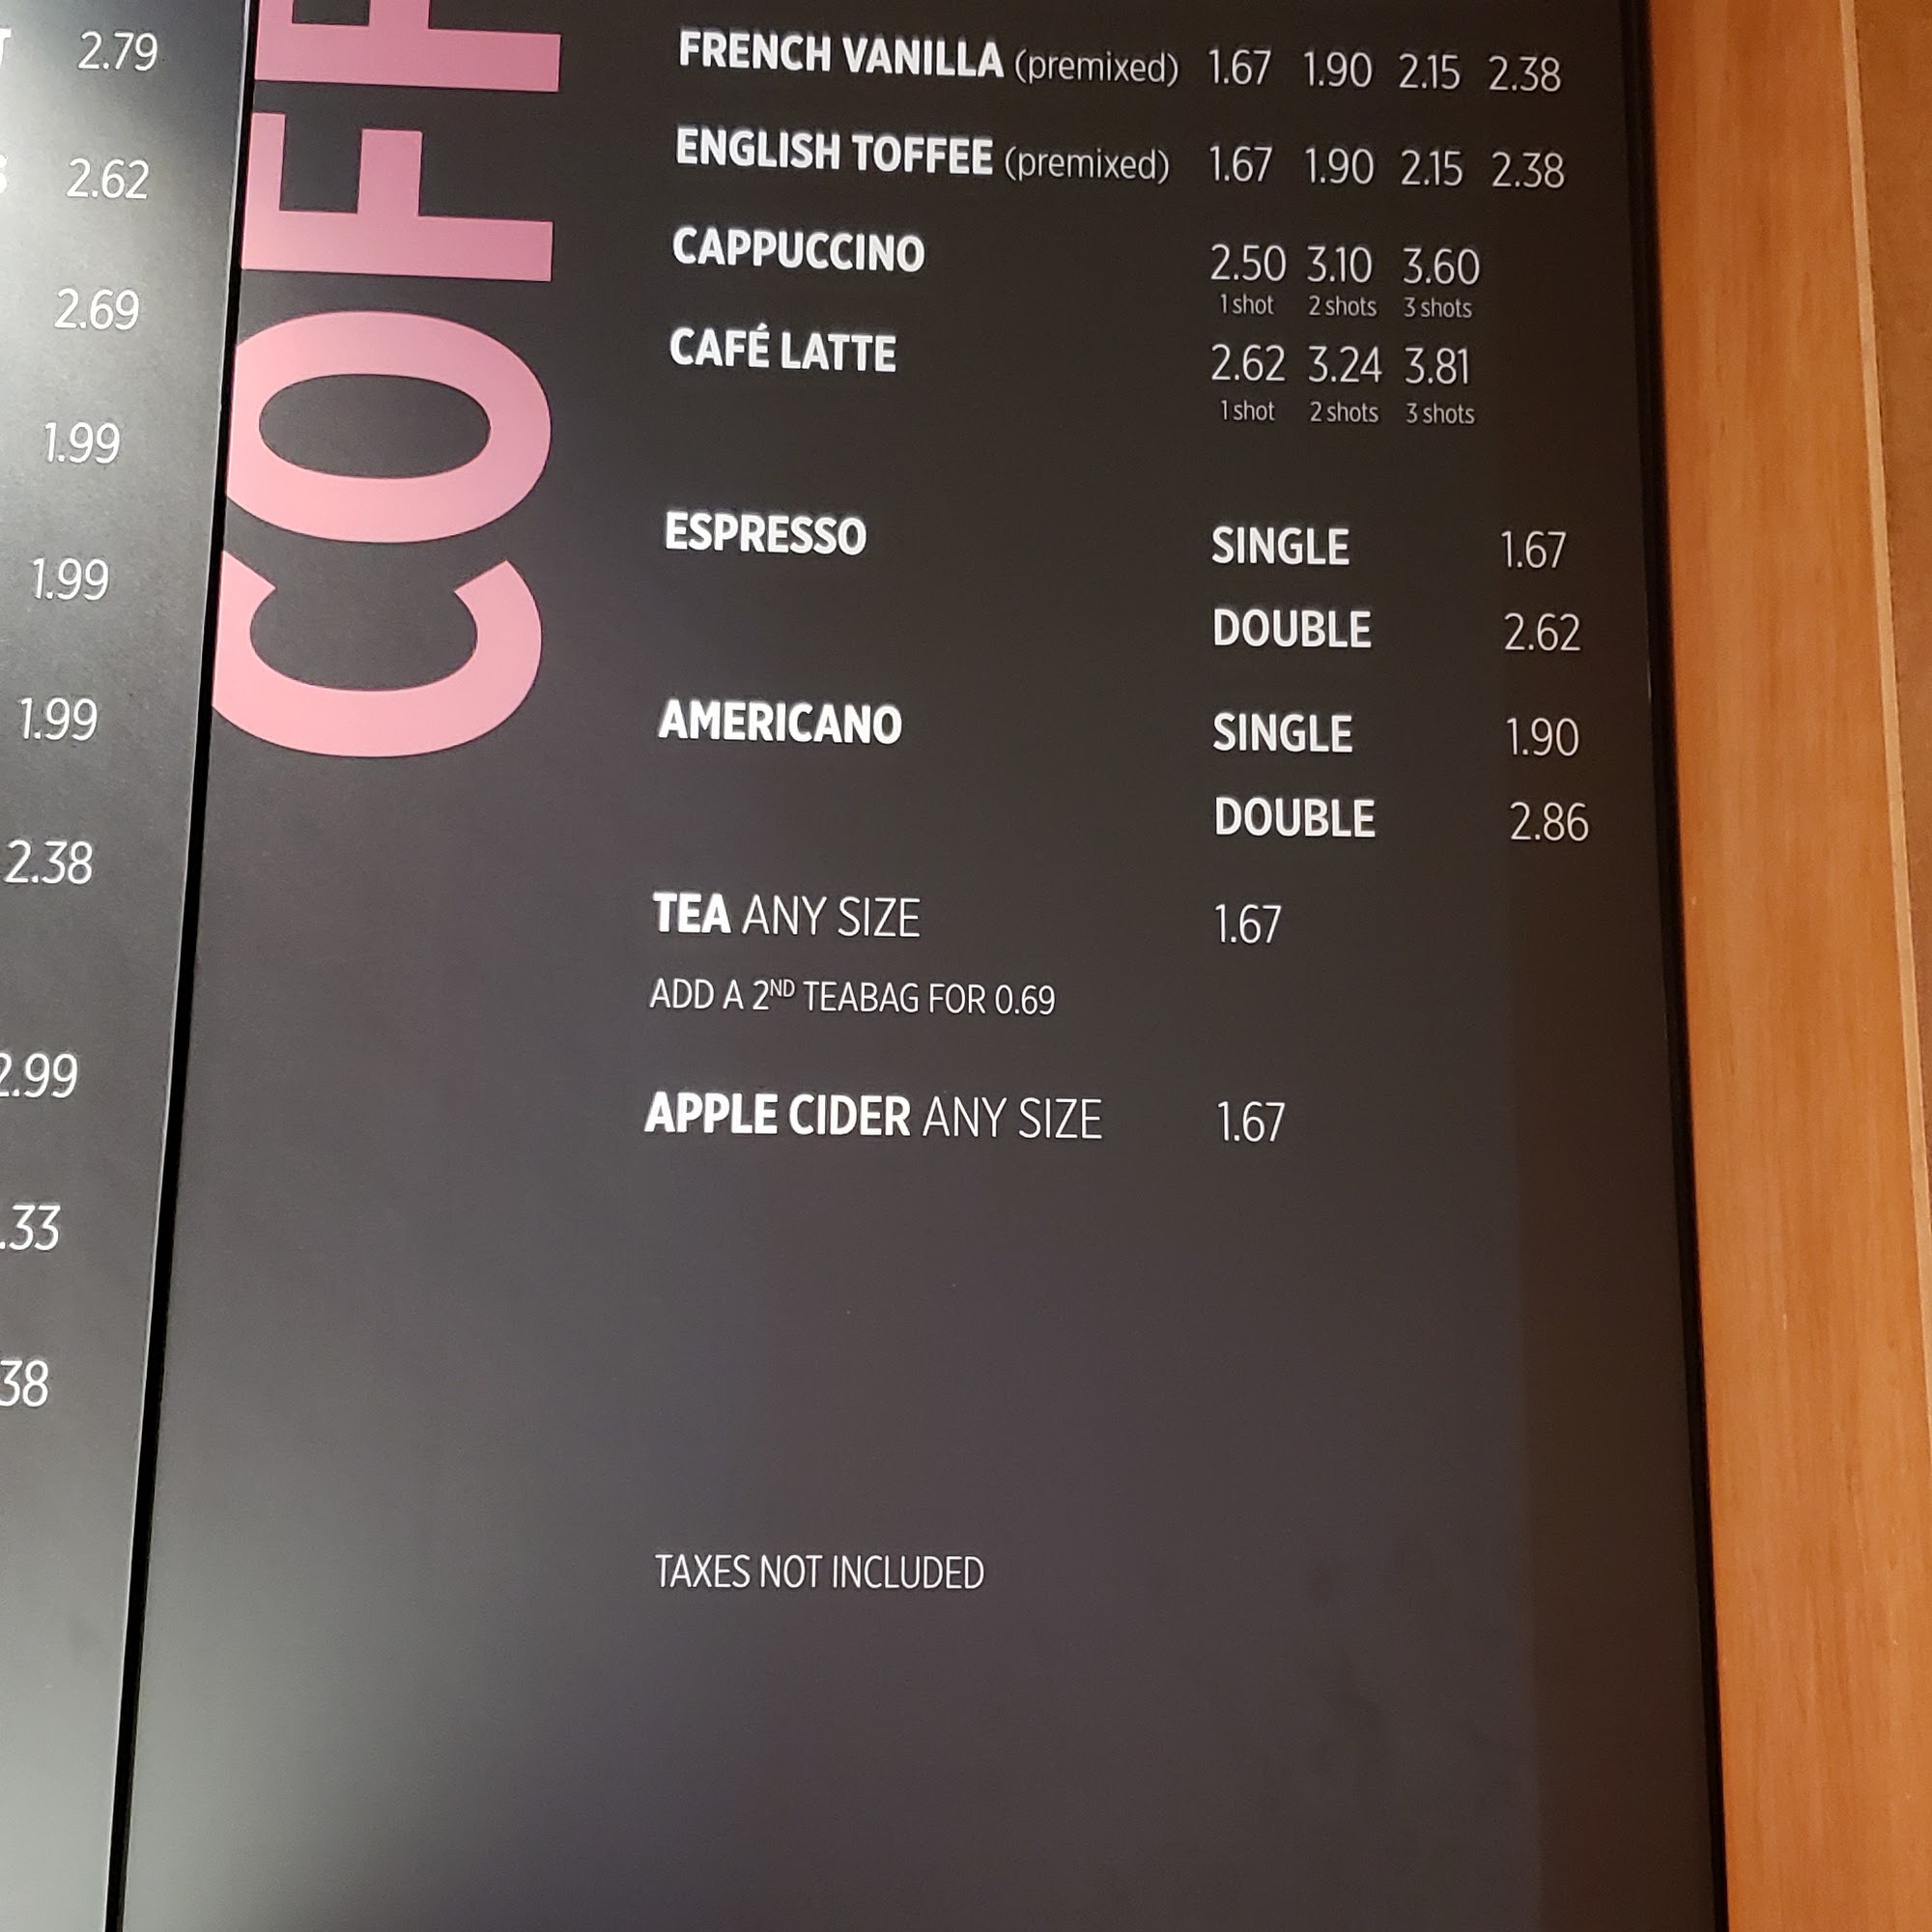 2.79
2.62
2.69
1.99
1.99
1.99
2.38
2.99
.33
38
COFF
FRENCH VANILLA (premixed) 1.67 1.90 2.15 2.38
ENGLISH TOFFEE (premixed) 1.67 1.90 2.15 2.38
CAPPUCCINO 2.50 3.10 3.60
1 shot 2 shots 3 shots
CAFÉ LATTE 2.62 3.24 3.81
1 shot 2 shots 3 shots
ESPRESSO SINGLE 1.67
DOUBLE 2.62
AMERICANO SINGLE 1.90
DOUBLE 2.86
TEA ANY SIZE 1.67
ADD A 2ND TEABAG FOR 0.69
APPLE CIDER ANY SIZE 1.67
TAXES NOT INCLUDED